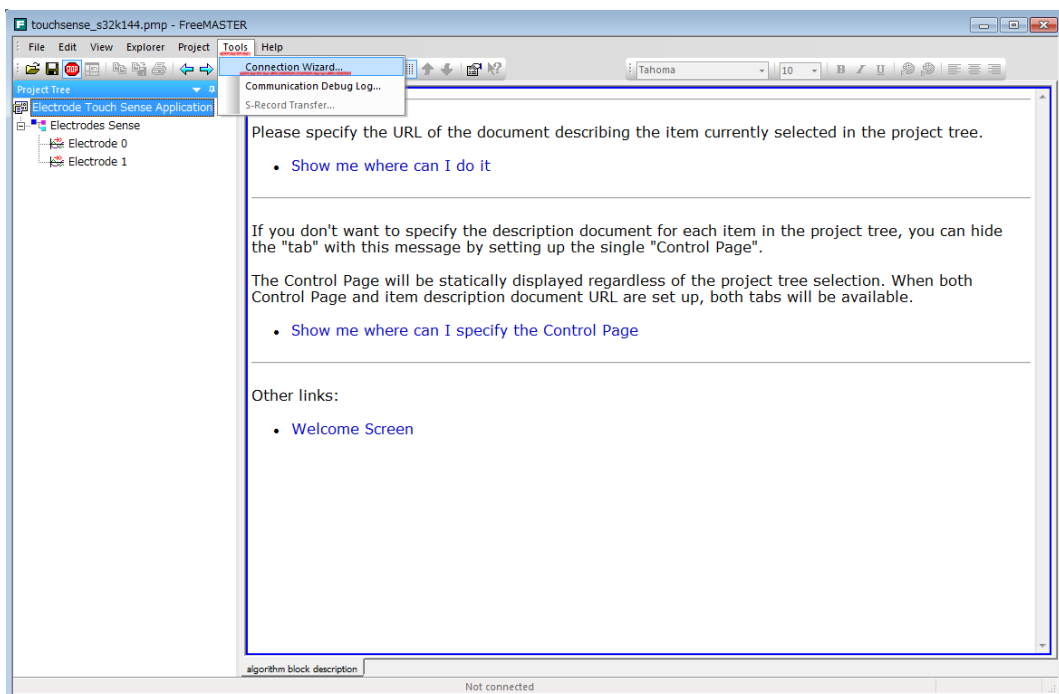 touchsense_s32k144.pmp - FreeMASTER
File Edit View Explorer Project Tools Help
STOP
Tahoma 10 B I U
Connection Wizard...
Communication Debug Log...
S-Record Transfer...
Project Tree
Electrode Touch Sense Application
Electrodes Sense
Electrode 0
Electrode 1
Please specify the URL of the document describing the item currently selected in the project tree.
• Show me where can I do it
If you don't want to specify the description document for each item in the project tree, you can hide
the "tab" with this message by setting up the single "Control Page".
The Control Page will be statically displayed regardless of the project tree selection. When both
Control Page and item description document URL are set up, both tabs will be available.
• Show me where can I specify the Control Page
Other links:
• Welcome Screen
algorithm block description
Not connected